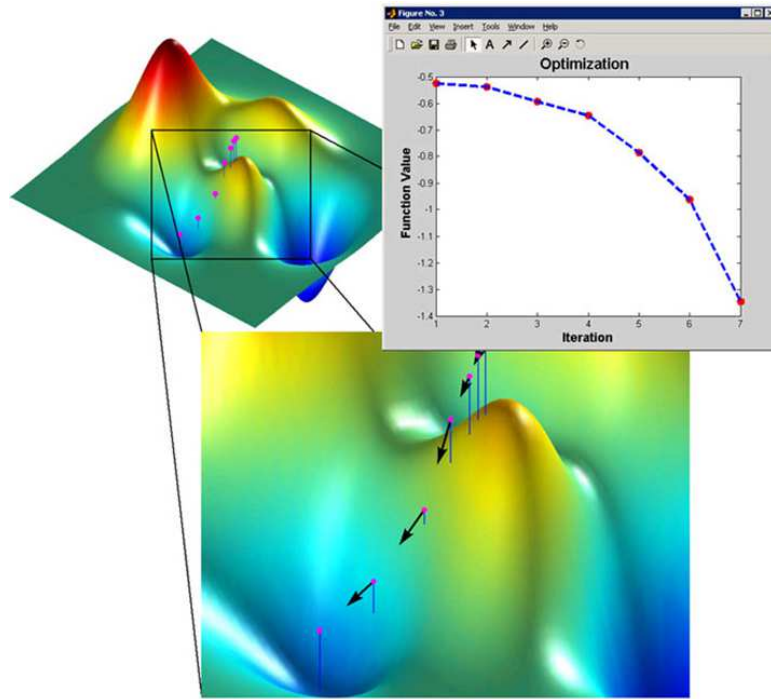 Figure No. 3
File Edit View Insert Tools Window Help
A
Optimization
-0.5
-0.6
-0.7
-0.8
-0.9
-1
-1.1
-1.2
-1.3
-1.4
Function Value
1 2 3 4 5 6 7
Iteration